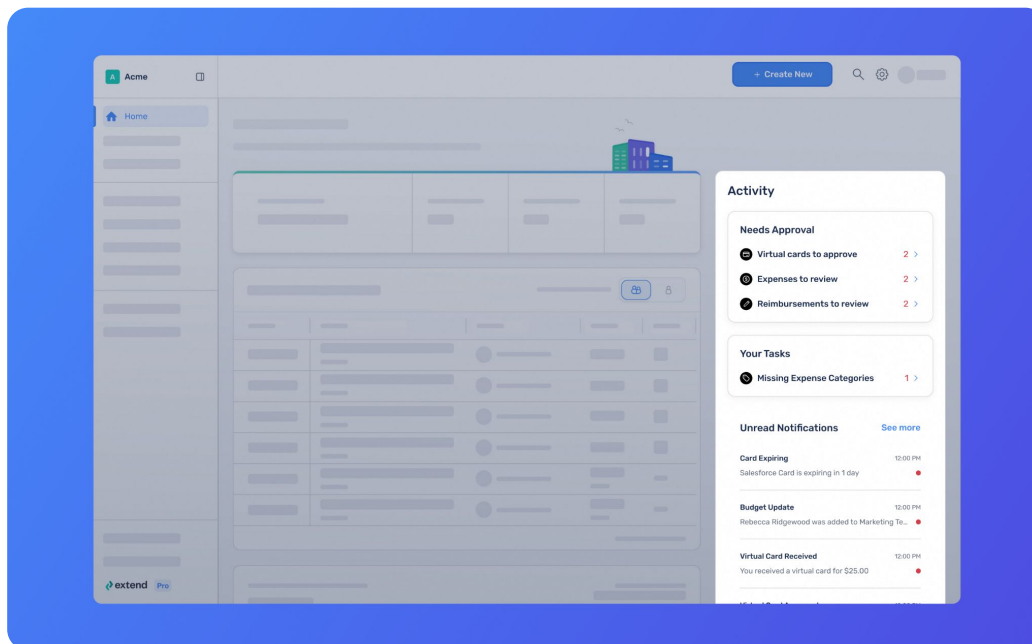 A Acme
+ Create New
Home
Activity
Needs Approval
Virtual cards to approve 2 >
Expenses to review 2 >
Reimbursements to review 2 >
Your Tasks
Missing Expense Categories 1 >
Unread Notifications See more
Card Expiring 12:00 PM
Salesforce Card is expiring in 1 day
Budget Update 12:00 PM
Rebecca Ridgewood was added to Marketing Te...
Virtual Card Received 12:00 PM
You received a virtual card for $25.00
extend Pro